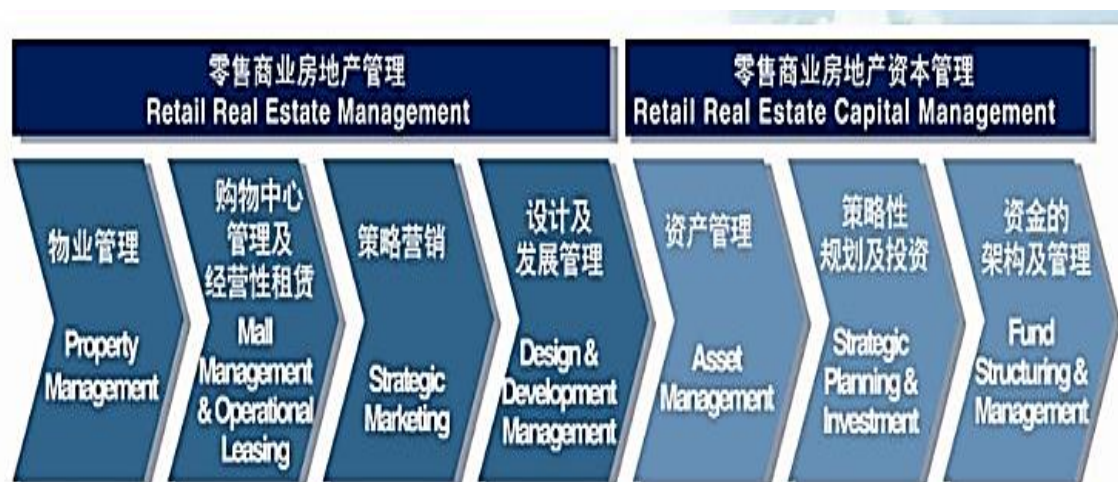 零售商业房地产管理
Retail Real Estate Management
零售商业房地产资本管理
Retail Real Estate Capital Management
物业管理
Property
Management
购物中心
管理及
经营性租赁
Mall
Management
& Operational
Leasing
策略营销
Strategic
Marketing
设计及
发展管理
Design &
Development
Management
资产管理
Asset
Management
策略性
规划及投资
Strategic
Planning &
Investment
资金的
架构及管理
Fund
Structuring &
Management